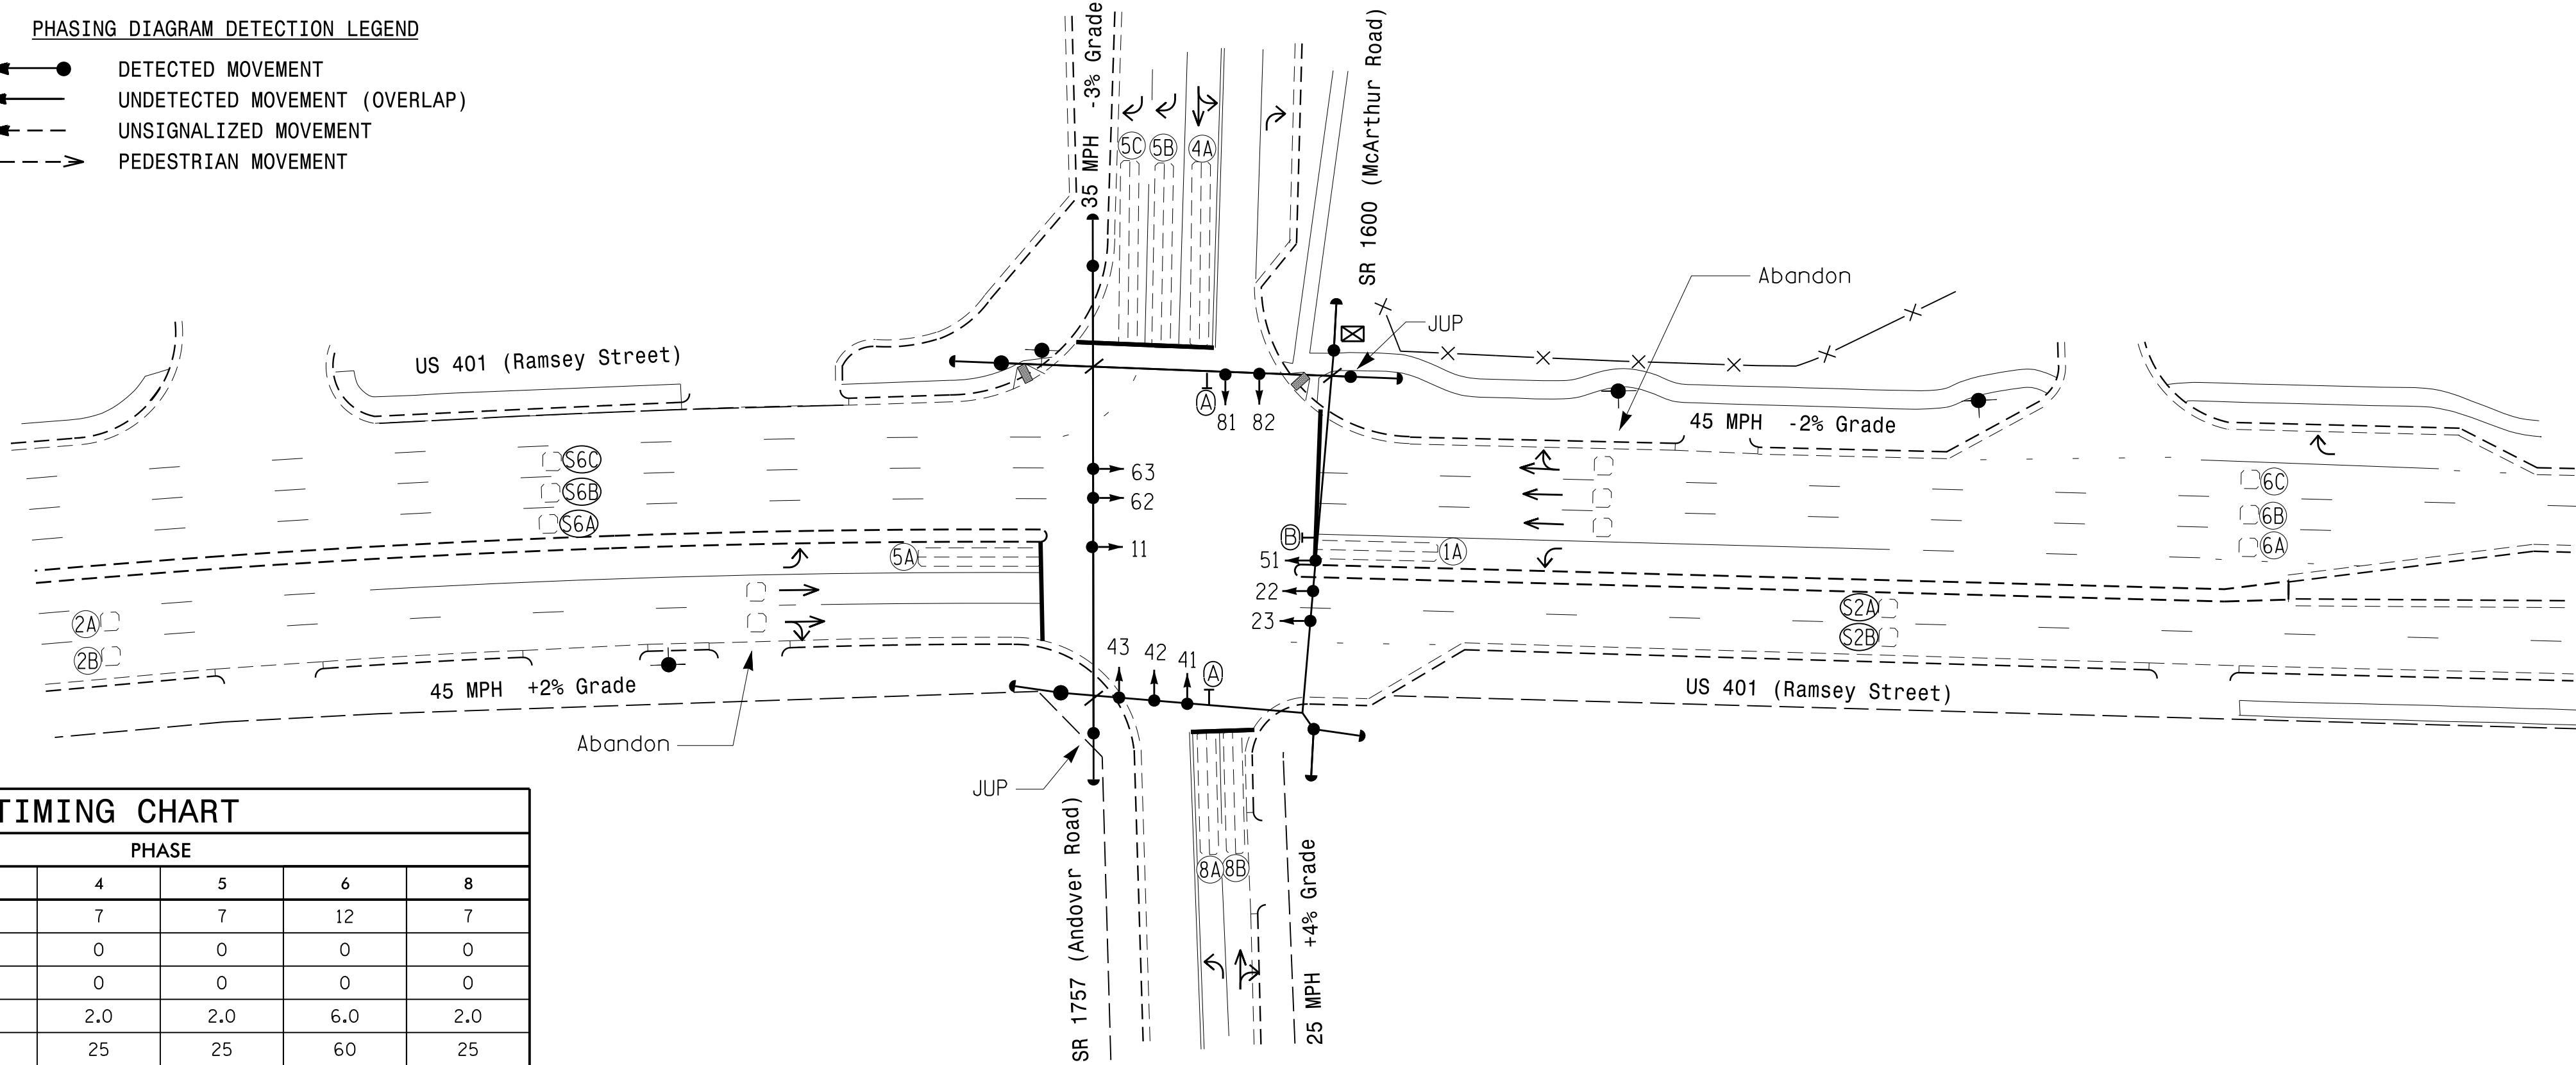 PHASING DIAGRAM DETECTION LEGEND
DETECTED MOVEMENT
UNDETECTED MOVEMENT (OVERLAP)
UNSIGNALIZED MOVEMENT
PEDESTRIAN MOVEMENT
35 MPH -3% Grade
SR 1600 (McArthur Road)
5C 5B 4A
Abandon
JUP
US 401 (Ramsey Street)
A
81 82
45 MPH -2% Grade
S6C
S6B
S6A
63
62
11
5A
B
51
22
23
1A
6C
6B
6A
2A
2B
S2A
S2B
43 42 41 A
45 MPH +2% Grade
US 401 (Ramsey Street)
Abandon
JUP
SR 1757 (Andover Road)
8A 8B
25 MPH +4% Grade
TIMING CHART
PHASE
4 5 6 8
7 7 12 7
0 0 0 0
0 0 0 0
2.0 2.0 6.0 2.0
25 25 60 25